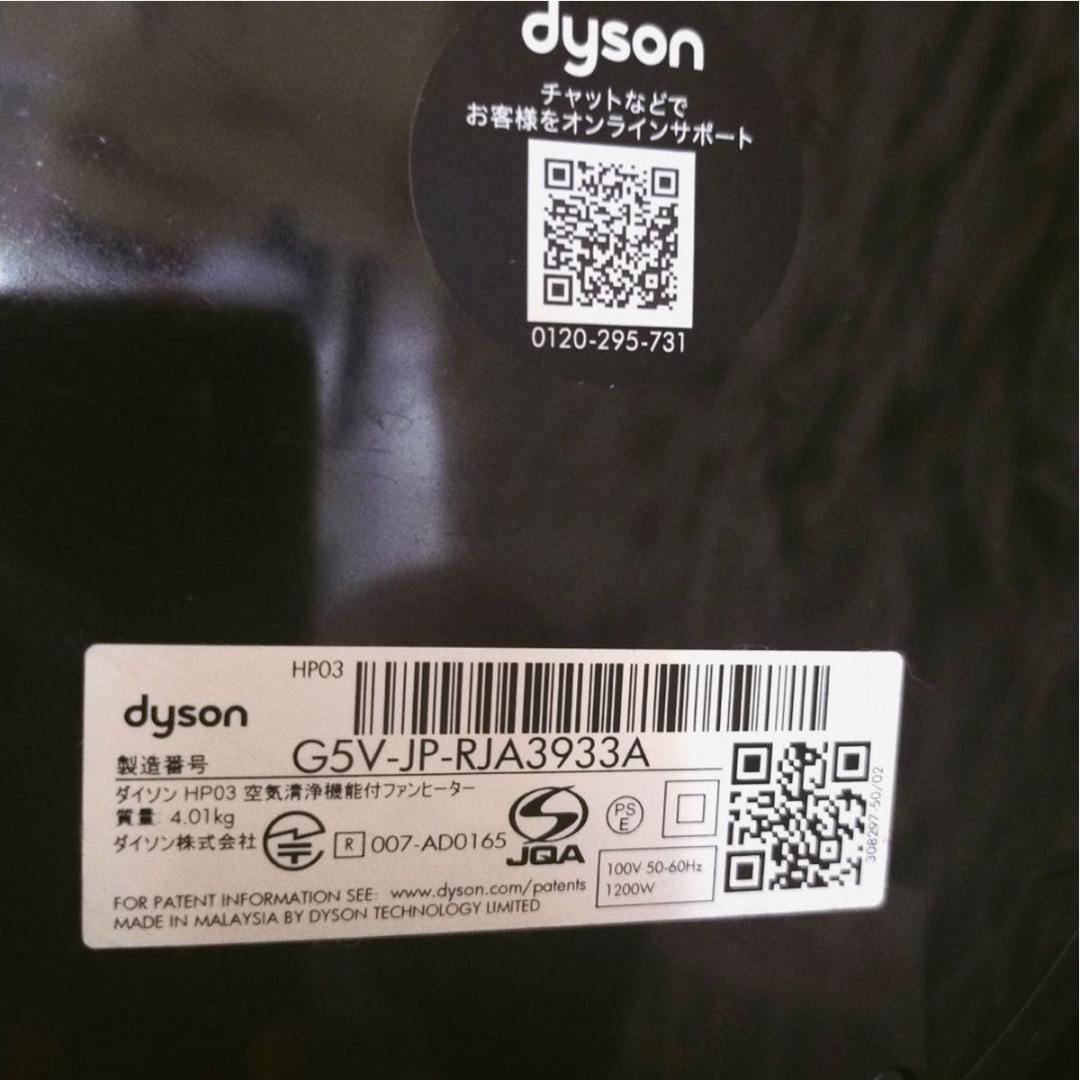 dyson
チャットなどで
お客様をオンラインサポート
0120-295-731
HP03
dyson
製造番号 G5V-JP-RJA3933A
ダイソン HP03 空気清浄機能付ファンヒーター
質量: 4.01kg
ダイソン株式会社 R 007-AD0165
JQA
PS
E
100V 50-60Hz
1200W
308297-50/02
FOR PATENT INFORMATION SEE: www.dyson.com/patents
MADE IN MALAYSIA BY DYSON TECHNOLOGY LIMITED